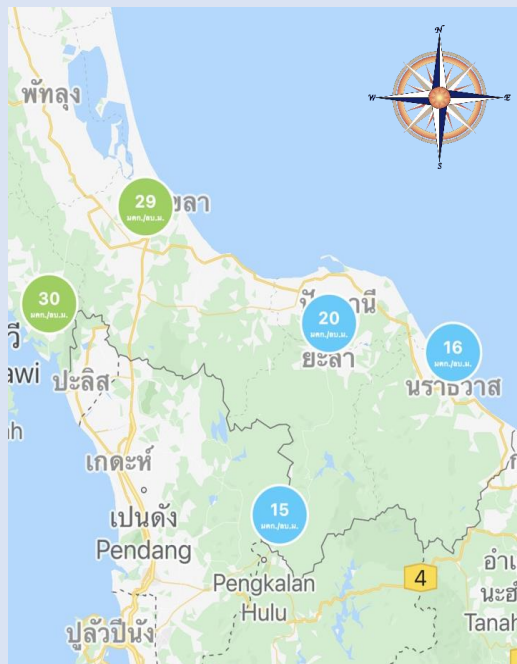 N
W
E
S
พัทลุง
29
มคก./ลบ.ม.
ขลา
30
มคก./ลบ.ม.
วี
awi
ปะลิส
20
มคก./ลบ.ม.
ยะลา
16
มคก./ลบ.ม.
นราธิวาส
ah
เกดะห์
เปนดัง
Pendang
15
มคก./ลบ.ม.
Pengkalan
Hulu
4
อำเ
นะฮ์
Tanah
ปูลัวปีนัง